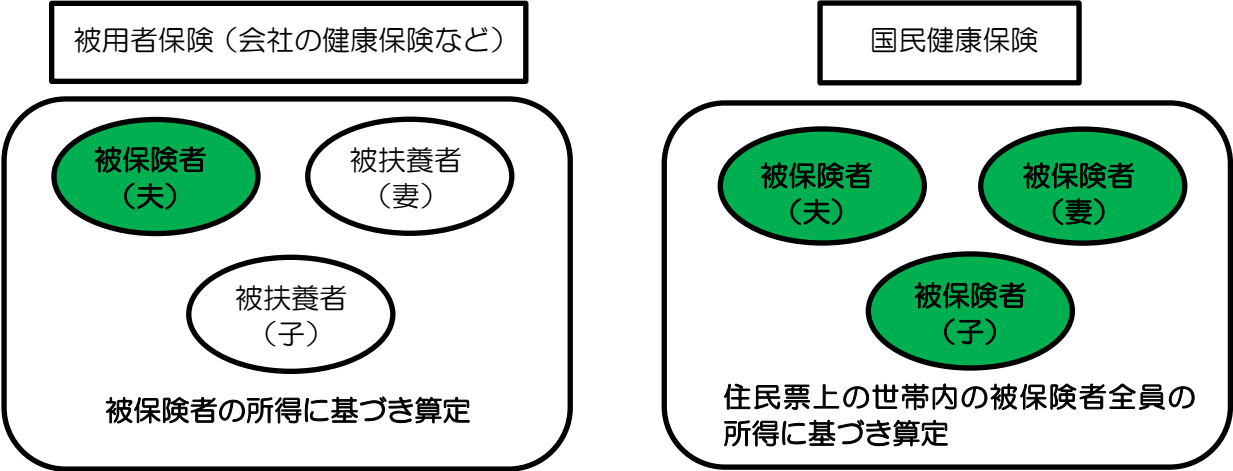 被用者保険（会社の健康保険など）
被保険者
（夫）
被扶養者
（妻）
被扶養者
（子）
被保険者の所得に基づき算定
国民健康保険
被保険者
（夫）
被保険者
（妻）
被保険者
（子）
住民票上の世帯内の被保険者全員の
所得に基づき算定